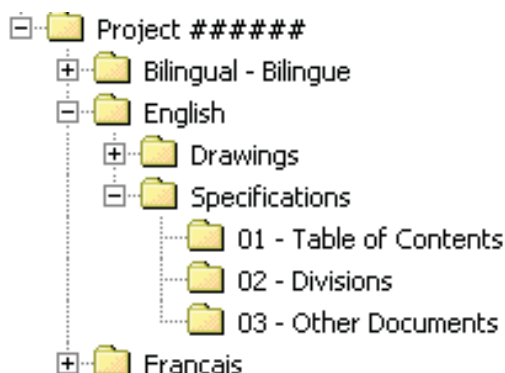 Project ######
Bilingual - Bilingue
English
Drawings
Specifications
01 - Table of Contents
02 - Divisions
03 - Other Documents
Francais